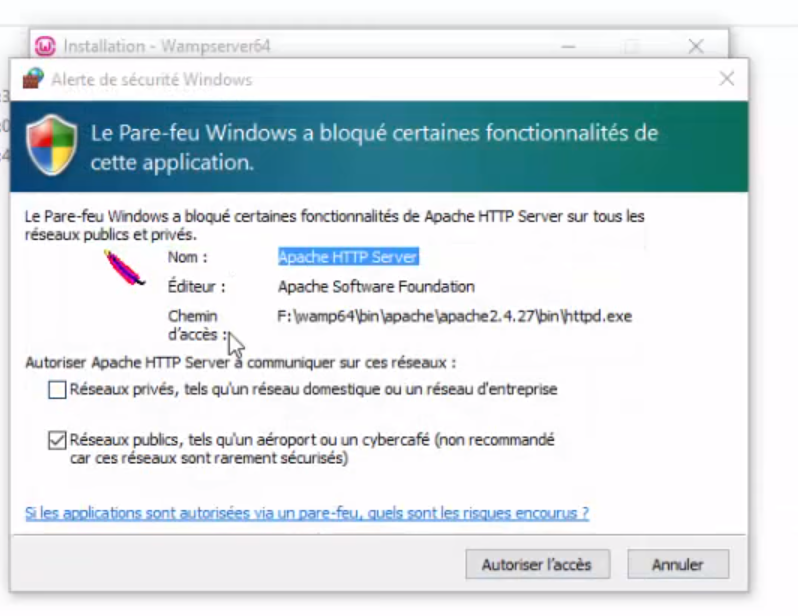 Installation - Wampserver64
Alerte de sécurité Windows
Le Pare-feu Windows a bloqué certaines fonctionnalités de
cette application.
Le Pare-feu Windows a bloqué certaines fonctionnalités de Apache HTTP Server sur tous les
réseaux publics et privés.
Nom : Apache HTTP Server
Éditeur : Apache Software Foundation
Chemin F:\wamp64\bin\apache\apache2.4.27\bin\httpd.exe
d'accès :
Autoriser Apache HTTP Server à communiquer sur ces réseaux :
Réseaux privés, tels qu'un réseau domestique ou un réseau d'entreprise
Réseaux publics, tels qu'un aéroport ou un cybercafé (non recommandé
car ces réseaux sont rarement sécurisés)
Si les applications sont autorisées via un pare-feu, quels sont les risques encourus ?
Autoriser l'accès Annuler